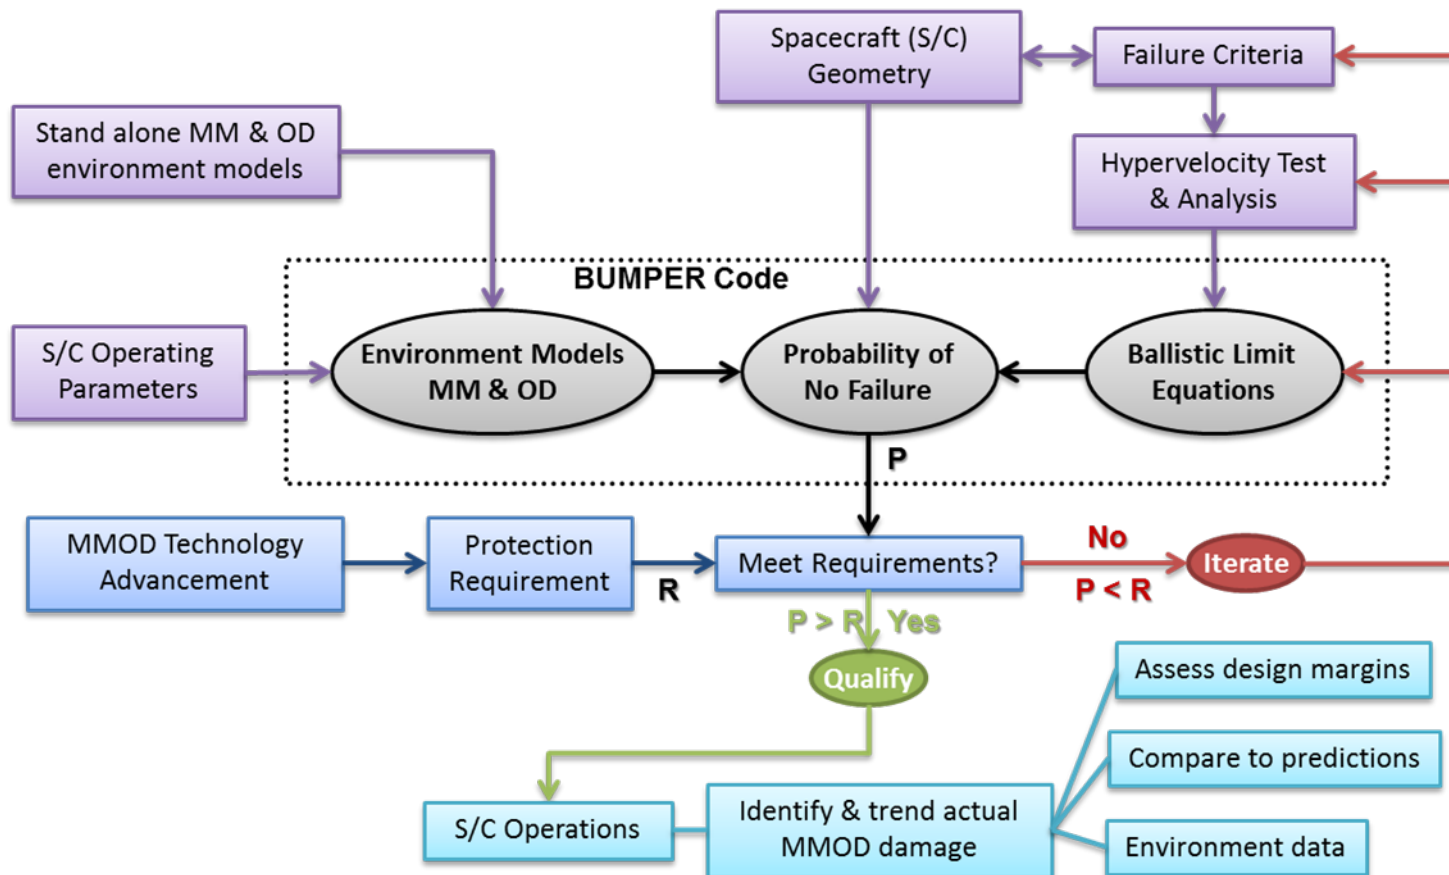 Spacecraft (S/C)
Geometry
Failure Criteria
Stand alone MM & OD
environment models
Hypervelocity Test
& Analysis
BUMPER Code
S/C Operating
Parameters
Environment Models
MM & OD
Probability of
No Failure
Ballistic Limit
Equations
P
MMOD Technology
Advancement
Protection
Requirement
R
Meet Requirements?
No
P < R
Iterate
P > R
Yes
Qualify
Assess design margins
Compare to predictions
S/C Operations
Identify & trend actual
MMOD damage
Environment data